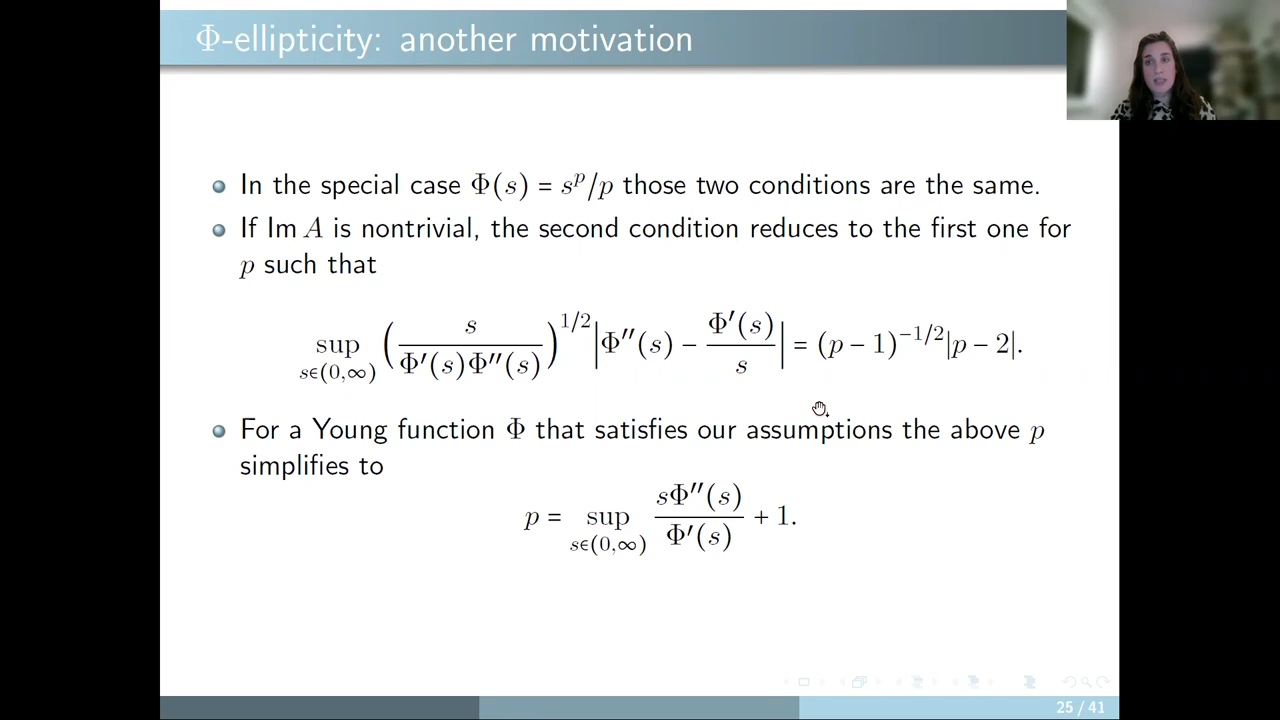 Φ-ellipticity: another motivation
In the special case Φ(s) = s^p/p those two conditions are the same.
If Im A is nontrivial, the second condition reduces to the first one for
p such that
sup_{s∈(0,∞)} (s / Φ′(s)Φ′′(s))^{1/2} |Φ′′(s) − Φ′(s)/s| = (p − 1)^{−1/2}|p − 2|.
For a Young function Φ that satisfies our assumptions the above p
simplifies to
p = sup_{s∈(0,∞)} sΦ′′(s)/Φ′(s) + 1.
25 / 41